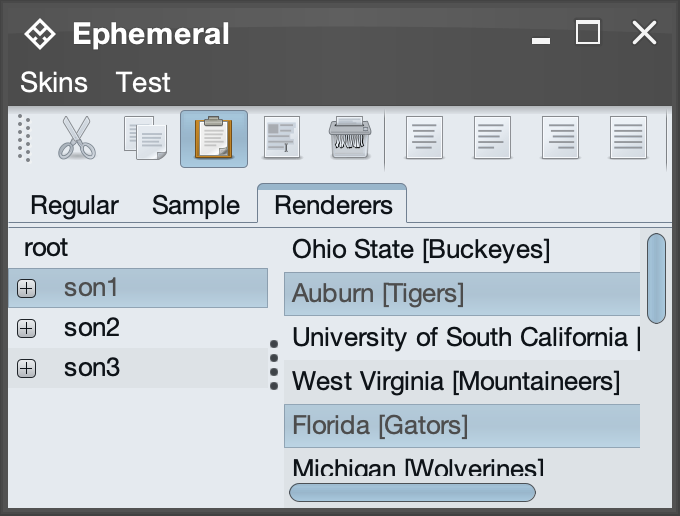 Ephemeral
Skins Test
Regular Sample Renderers
root
son1
son2
son3
Ohio State [Buckeyes]
Auburn [Tigers]
University of South California [
West Virginia [Mountaineers]
Florida [Gators]
Michigan [Wolverines]